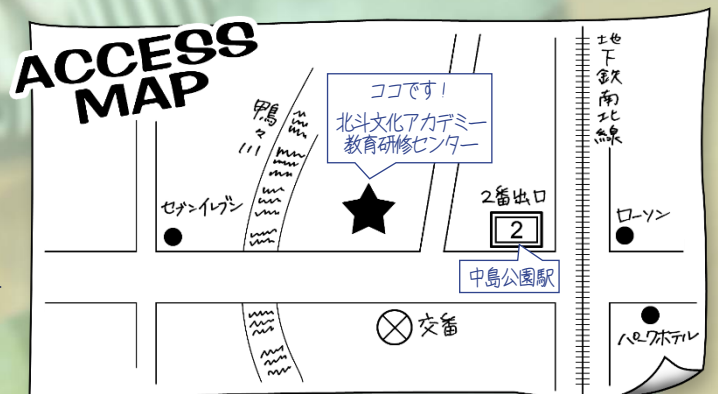 ACCESS
MAP
地下鉄南北線
鴨々川
ココです!
北斗文化アカデミー
教育研修センター
セブンイレブン
2番出口
2
中島公園駅
ローソン
交番
パークホテル